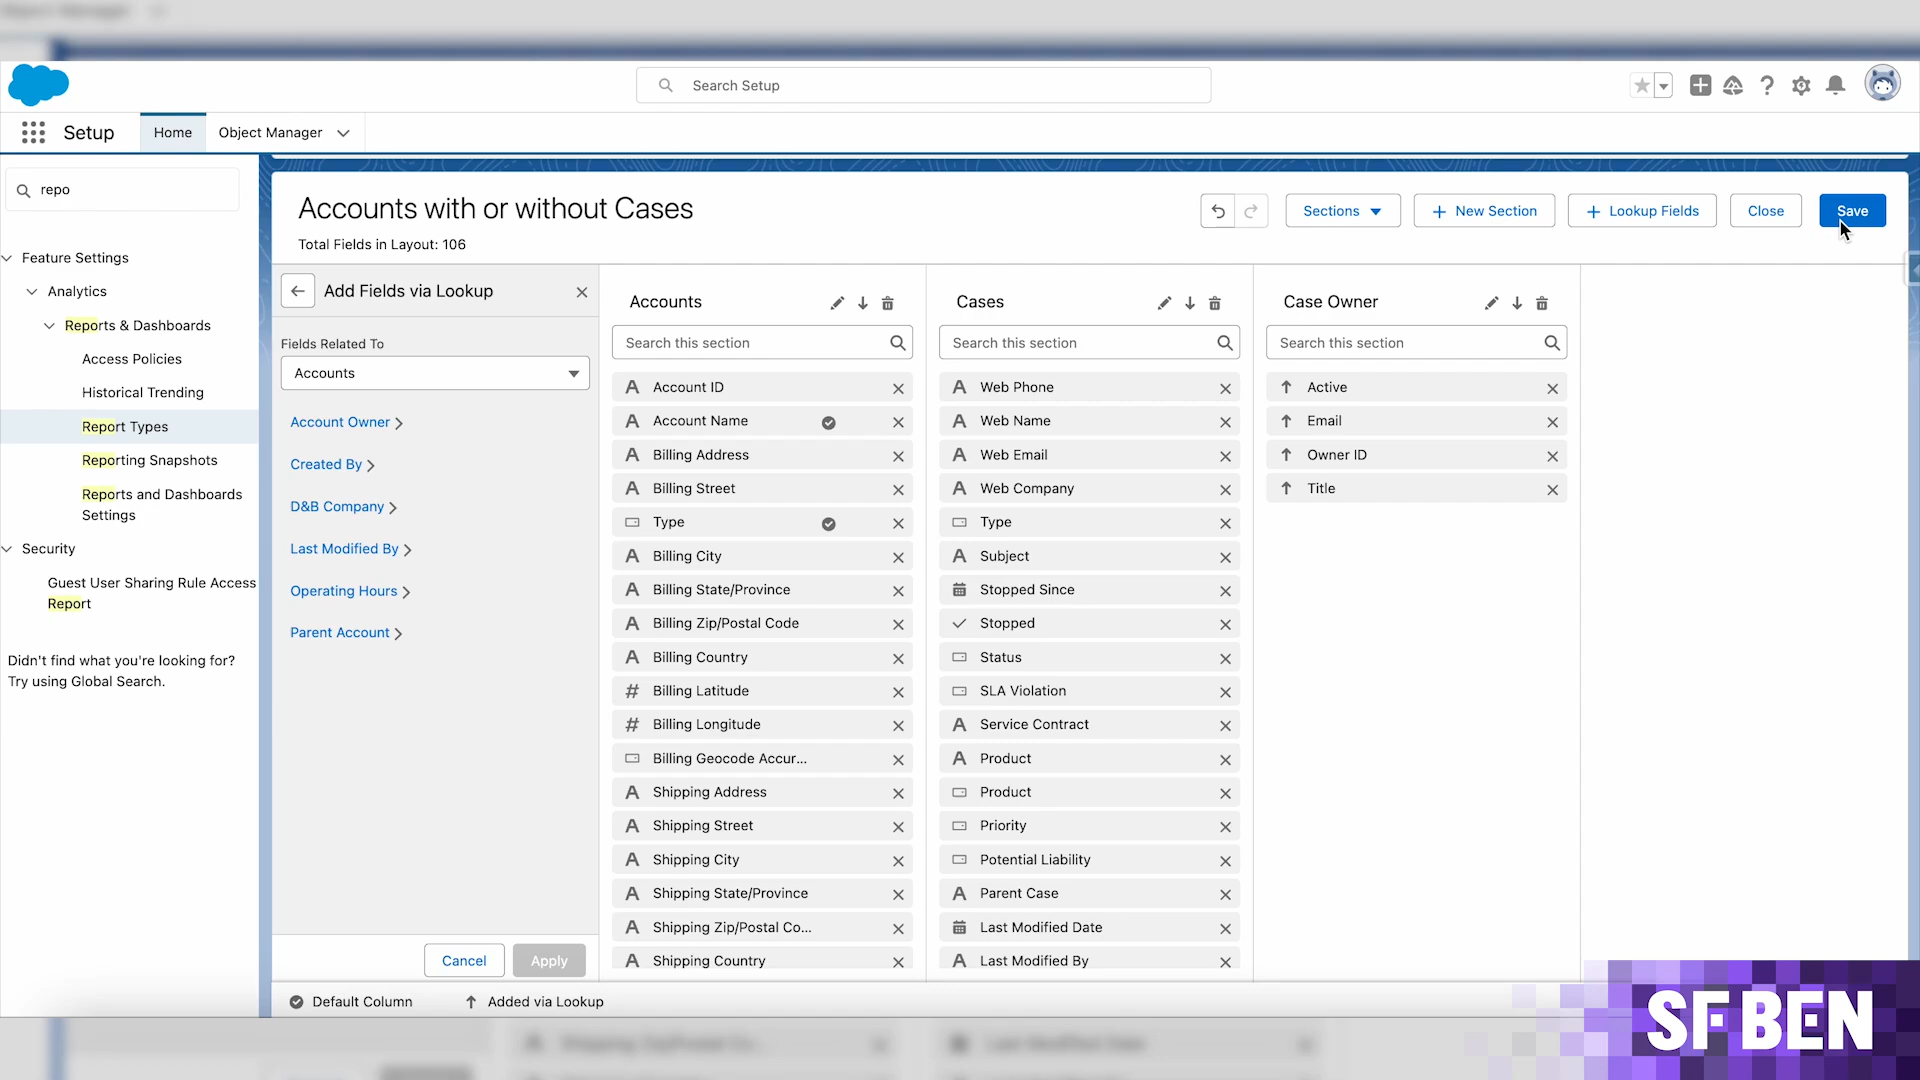 Search Setup
Setup
Home
Object Manager
repo
Feature Settings
Analytics
Reports & Dashboards
Access Policies
Historical Trending
Report Types
Reporting Snapshots
Reports and Dashboards
Settings
Security
Guest User Sharing Rule Access
Report
Didn't find what you're looking for?
Try using Global Search.
Accounts with or without Cases
Total Fields in Layout: 106
Sections
New Section
Lookup Fields
Close
Save
Add Fields via Lookup
Fields Related To
Accounts
Account Owner
Created By
D&B Company
Last Modified By
Operating Hours
Parent Account
Cancel
Apply
Accounts
Search this section
Account ID
Account Name
Billing Address
Billing Street
Type
Billing City
Billing State/Province
Billing Zip/Postal Code
Billing Country
Billing Latitude
Billing Longitude
Billing Geocode Accur...
Shipping Address
Shipping Street
Shipping City
Shipping State/Province
Shipping Zip/Postal Co...
Shipping Country
Cases
Search this section
Web Phone
Web Name
Web Email
Web Company
Type
Subject
Stopped Since
Stopped
Status
SLA Violation
Service Contract
Product
Product
Priority
Potential Liability
Parent Case
Last Modified Date
Last Modified By
Case Owner
Search this section
Active
Email
Owner ID
Title
Default Column
Added via Lookup
SF BEN